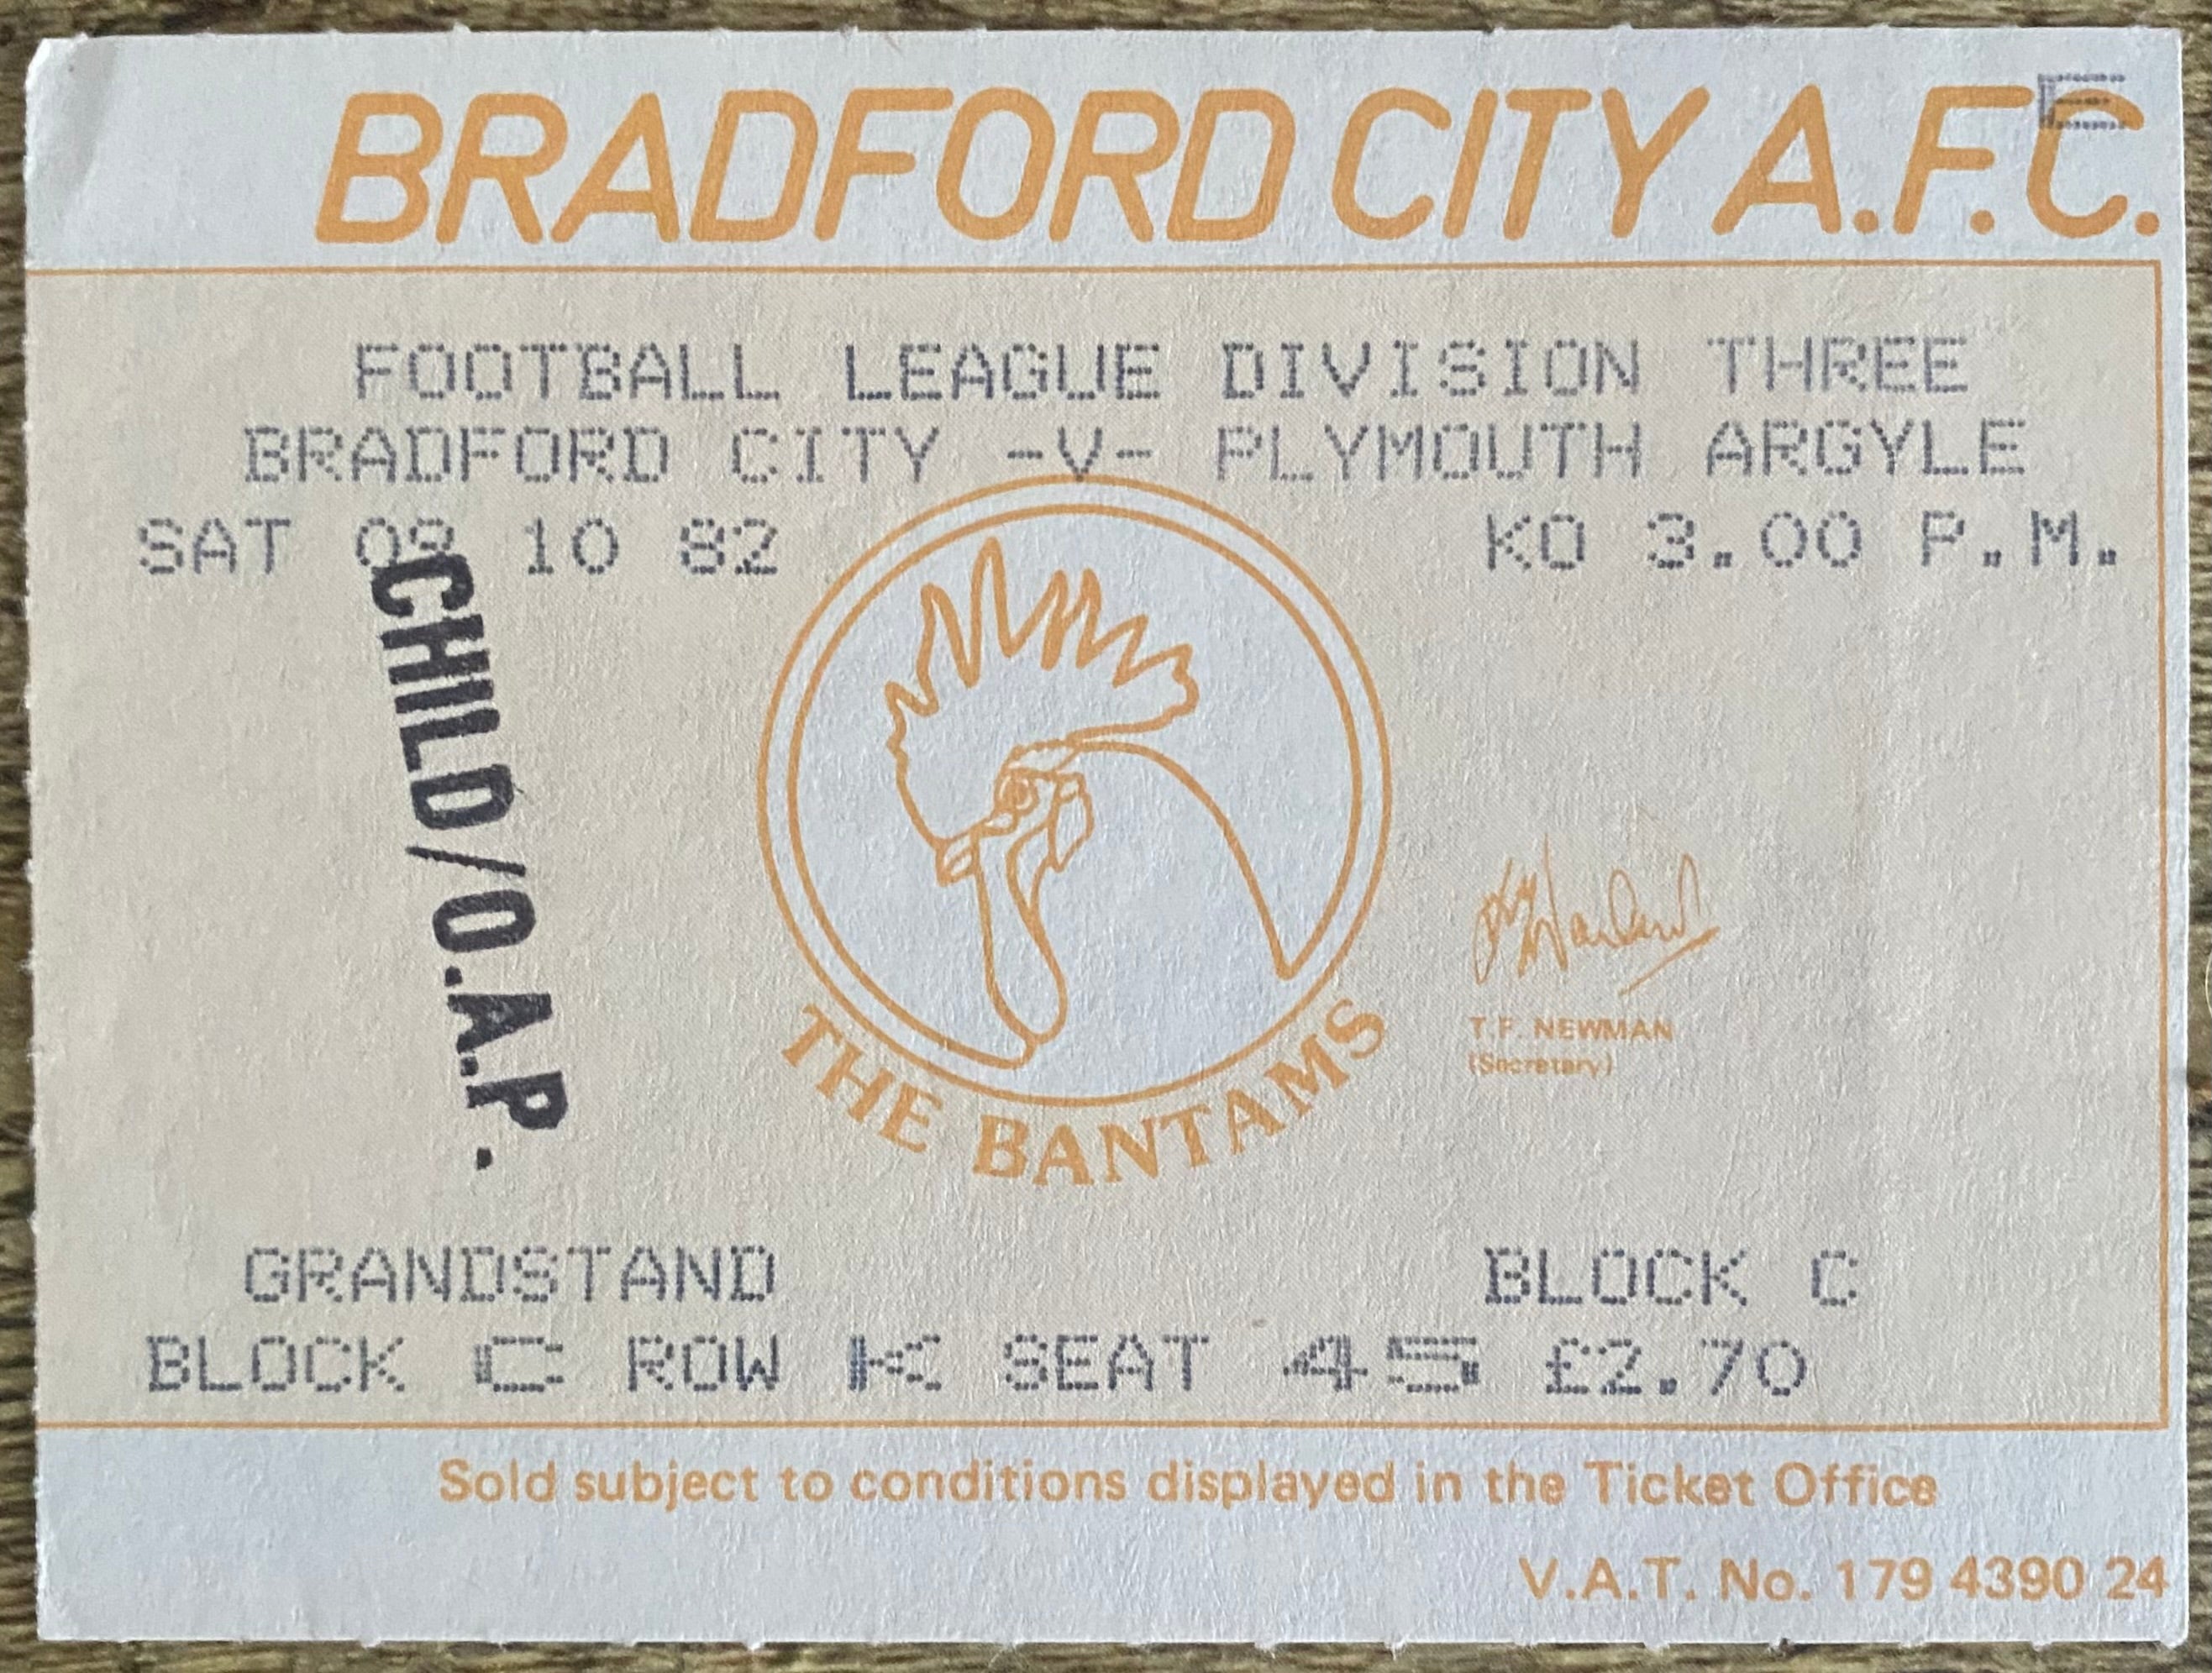 BRADFORD CITY A.F.C.
E
FOOTBALL LEAGUE DIVISION THREE
BRADFORD CITY -V- PLYMOUTH ARGYLE
SAT 09 10 82 KO 3.00 P.M.
CHILD/O.A.P.
THE BANTAMS
T.F. NEWMAN
(Secretary)
GRANDSTAND BLOCK C
BLOCK C ROW K SEAT 45 £2.70
Sold subject to conditions displayed in the Ticket Office
V.A.T. No. 179 4390 24